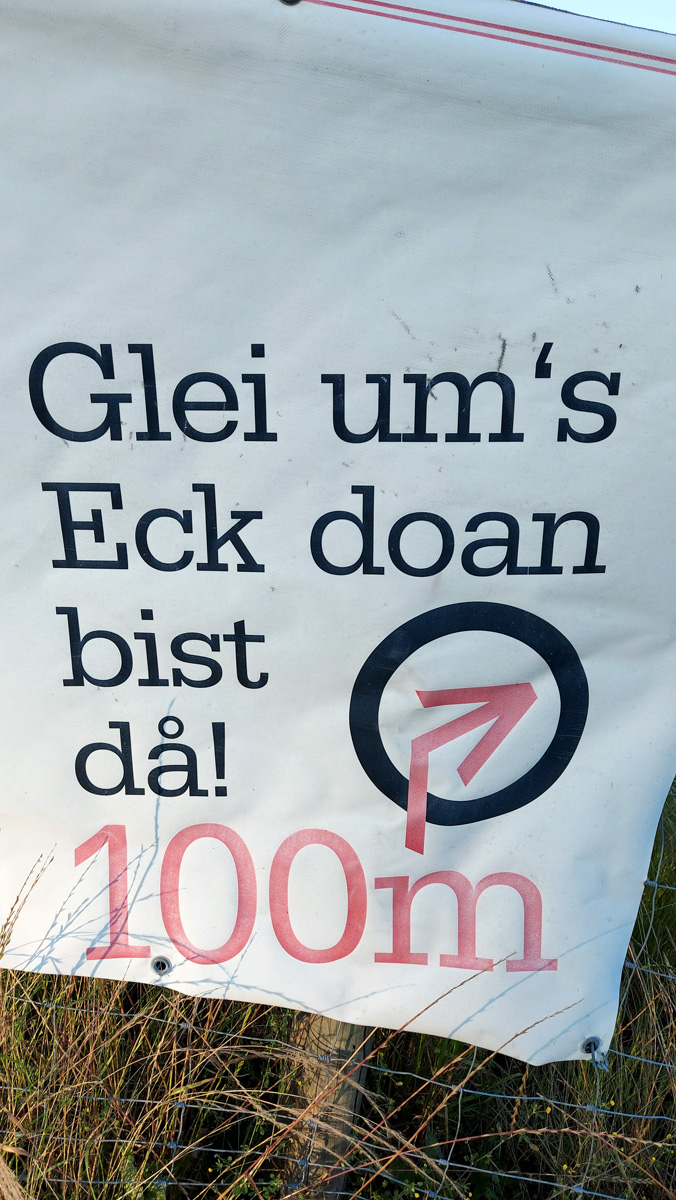 Glei um‘s
Eck doan
bist
då!
100m